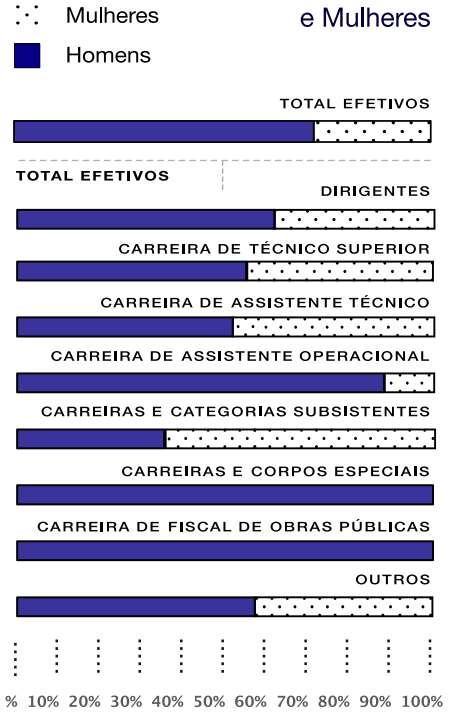 Mulheres
e Mulheres
Homens
TOTAL EFETIVOS
TOTAL EFETIVOS
DIRIGENTES
CARREIRA DE TÉCNICO SUPERIOR
CARREIRA DE ASSISTENTE TÉCNICO
CARREIRA DE ASSISTENTE OPERACIONAL
CARREIRAS E CATEGORIAS SUBSISTENTES
CARREIRAS E CORPOS ESPECIAIS
CARREIRA DE FISCAL DE OBRAS PÚBLICAS
OUTROS
% 10% 20% 30% 40% 50% 60% 70% 80% 90% 100%